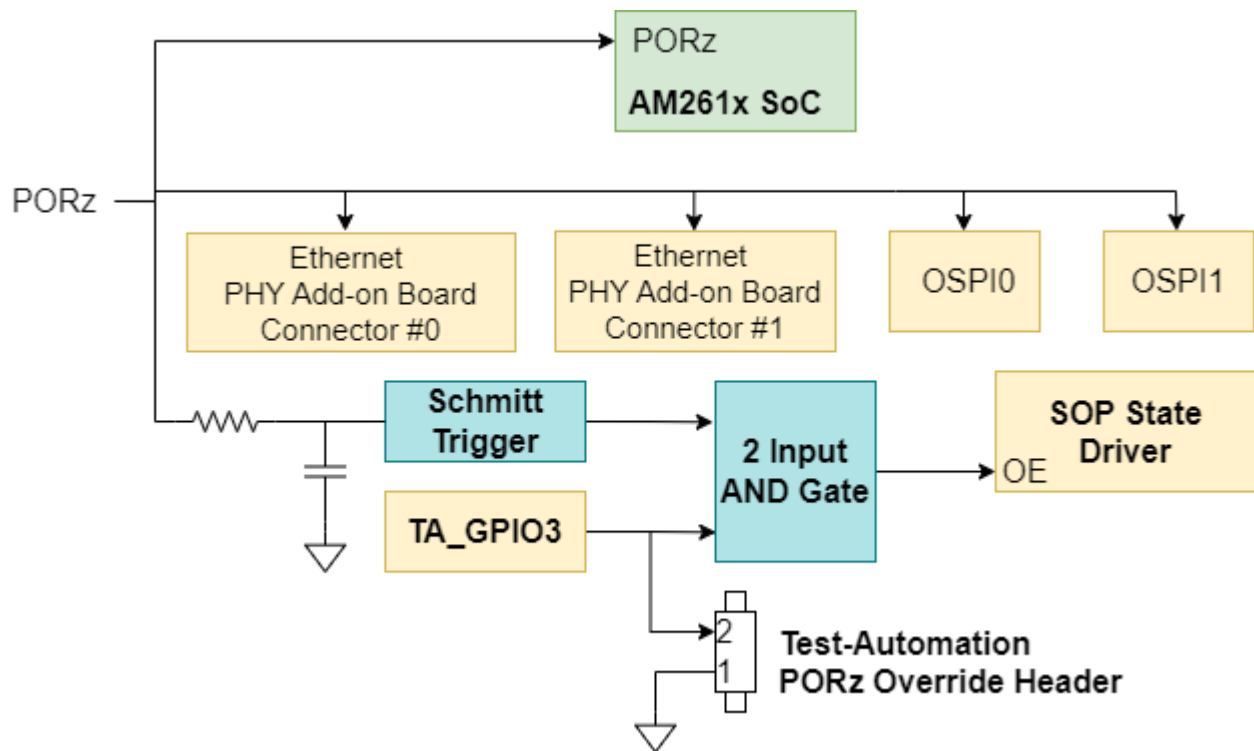 PORz
AM261x SoC
PORz
Ethernet
PHY Add-on Board
Connector #0
Ethernet
PHY Add-on Board
Connector #1
OSPI0
OSPI1
Schmitt
Trigger
2 Input
AND Gate
SOP State
Driver
OE
TA_GPIO3
2
1
Test-Automation
PORz Override Header